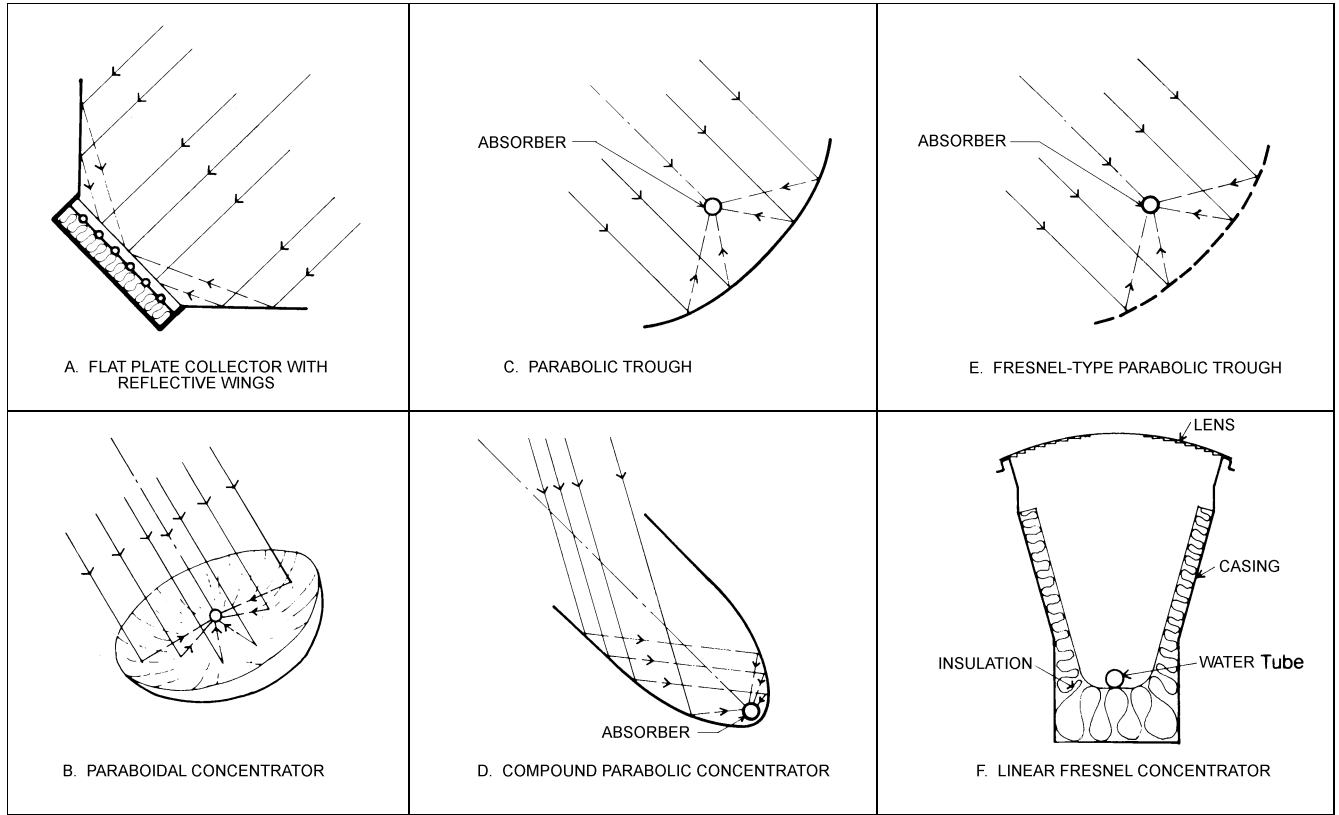 A. FLAT PLATE COLLECTOR WITH
REFLECTIVE WINGS
ABSORBER
C. PARABOLIC TROUGH
ABSORBER
E. FRESNEL-TYPE PARABOLIC TROUGH
B. PARABOIDAL CONCENTRATOR
ABSORBER
D. COMPOUND PARABOLIC CONCENTRATOR
LENS
CASING
INSULATION
WATER Tube
F. LINEAR FRESNEL CONCENTRATOR